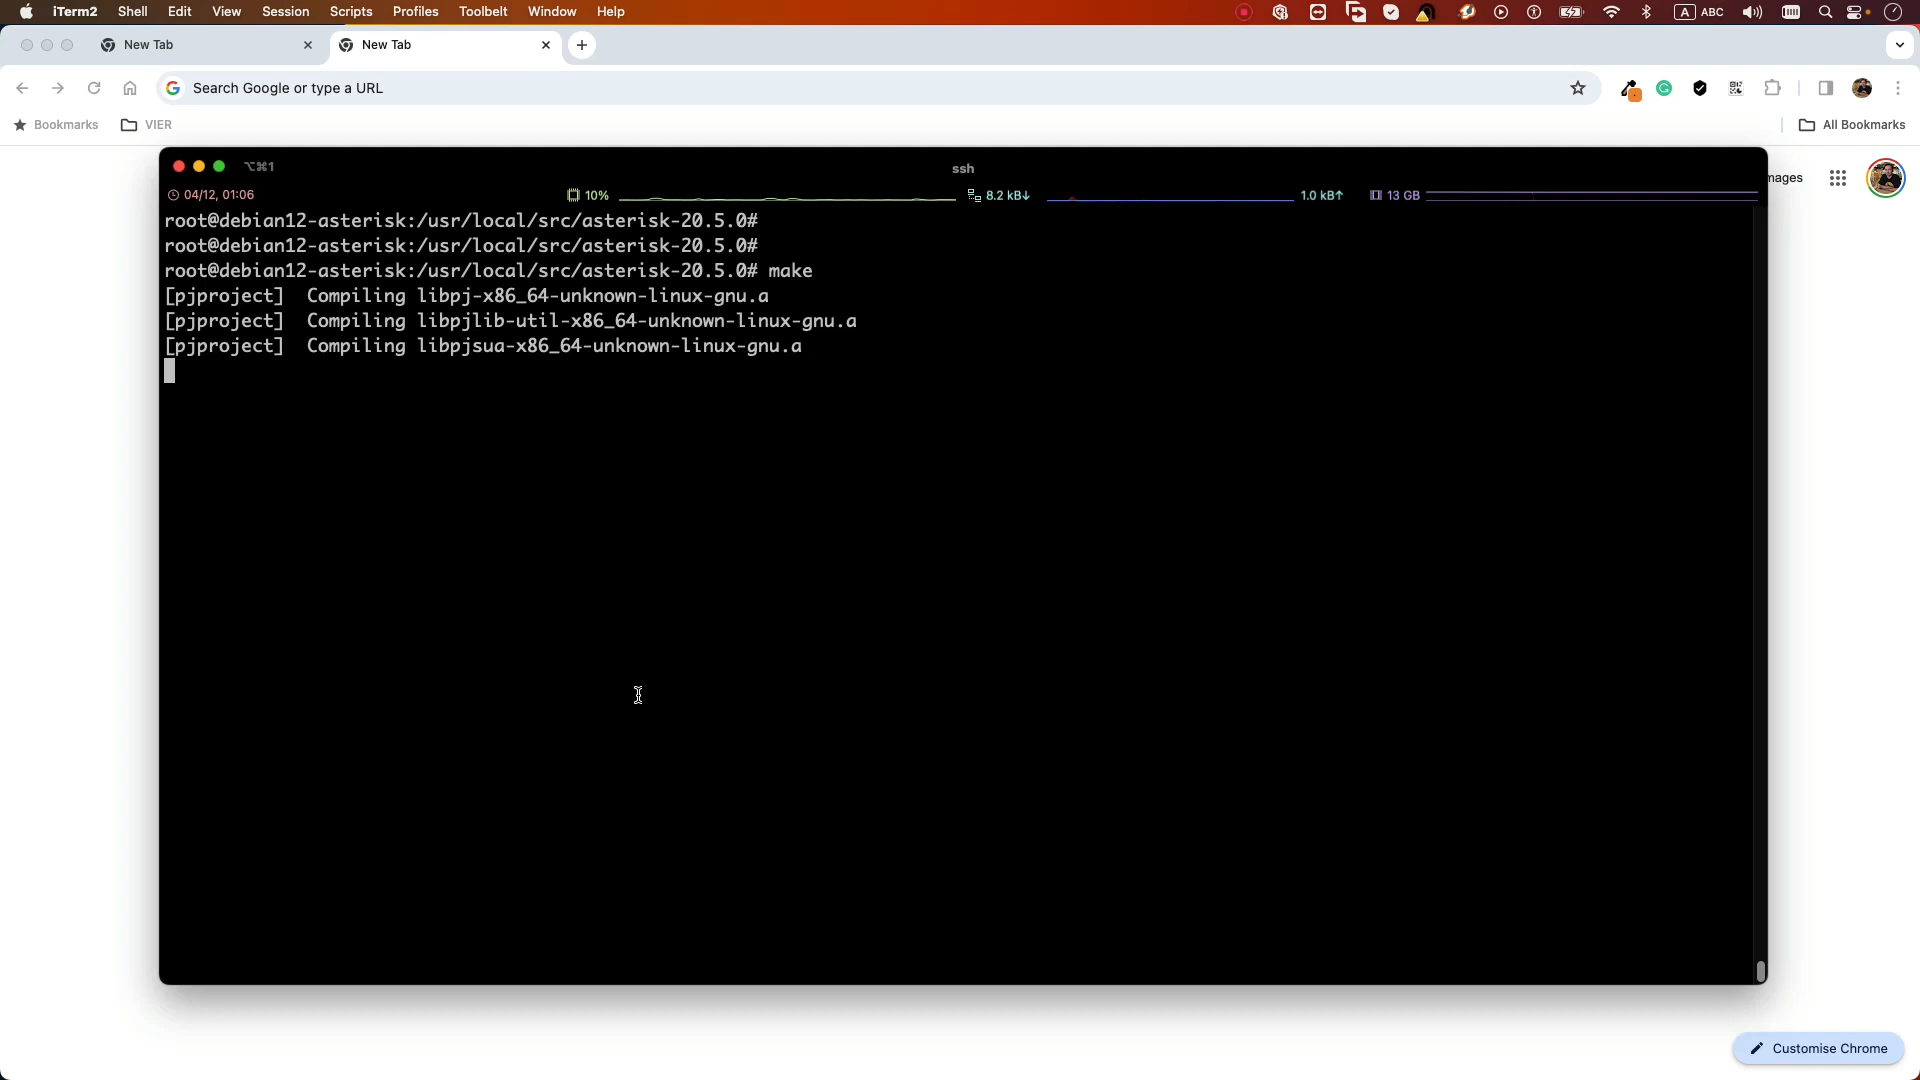 iTerm2 Shell Edit View Session Scripts Profiles Toolbelt Window Help A ABC
New Tab New Tab
Search Google or type a URL
Bookmarks VIER All Bookmarks
⌥⌘1 ssh
mages
04/12, 01:06 10% 8.2 kB↓ 1.0 kB↑ 13 GB
root@debian12-asterisk:/usr/local/src/asterisk-20.5.0#
root@debian12-asterisk:/usr/local/src/asterisk-20.5.0#
root@debian12-asterisk:/usr/local/src/asterisk-20.5.0# make
[pjproject]  Compiling libpj-x86_64-unknown-linux-gnu.a
[pjproject]  Compiling libpjlib-util-x86_64-unknown-linux-gnu.a
[pjproject]  Compiling libpjsua-x86_64-unknown-linux-gnu.a
Customise Chrome